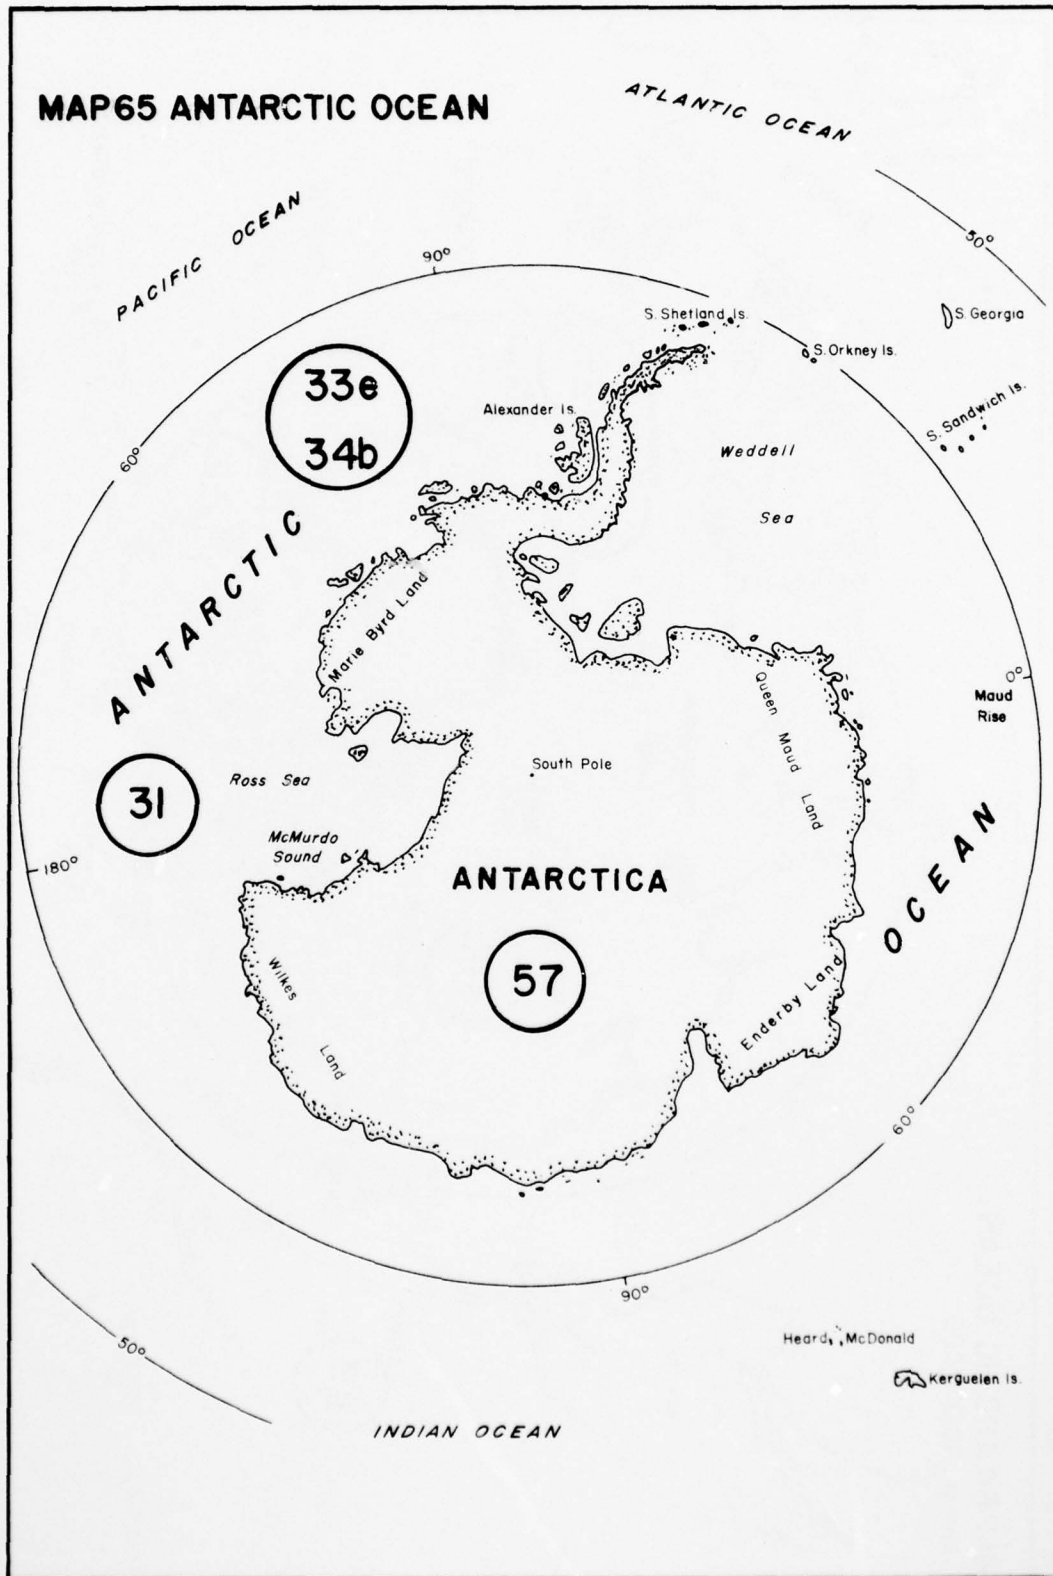 MAP65 ANTARCTIC OCEAN
ATLANTIC OCEAN
PACIFIC OCEAN
50°
90°
S. Shetland Is.
S. Georgia
S. Orkney Is.
33e
34b
Alexander Is.
S. Sandwich Is.
60°
Weddell
Sea
ANTARCTIC
Marie Byrd Land
0°
Maud
Rise
Queen Maud Land
South Pole
Ross Sea
31
McMurdo
Sound
180°
ANTARCTICA
OCEAN
57
Wilkes
Land
Enderby Land
60°
90°
50°
Heard, McDonald
Kerguelen Is.
INDIAN OCEAN